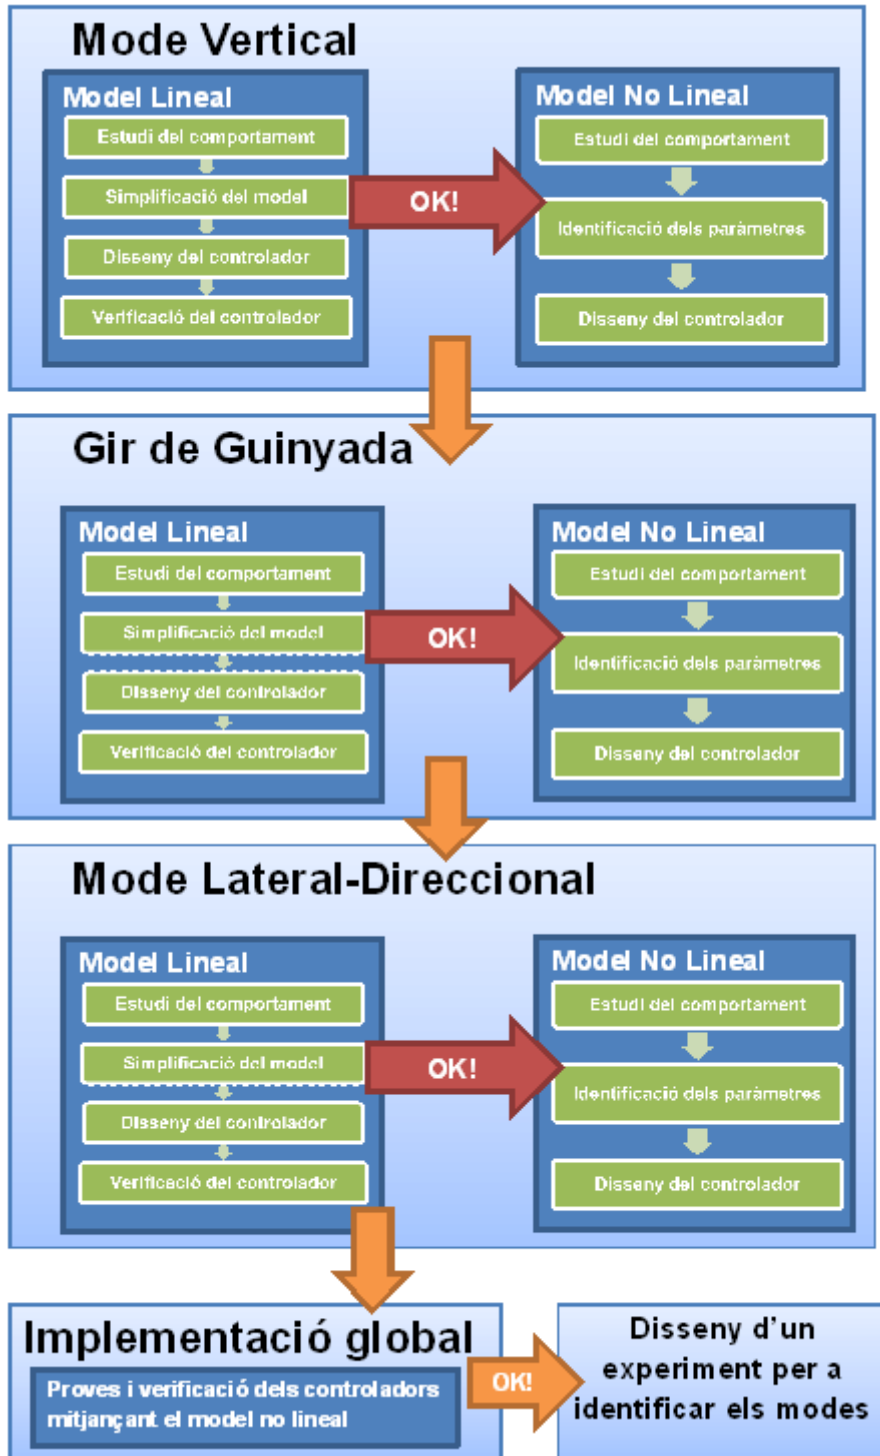 Mode Vertical
Model Lineal
Estudi del comportament
Simplificació del model
Disseny del controlador
Verificació del controlador
OK!
Model No Lineal
Estudi del comportament
Identificació dels paràmetres
Disseny del controlador
Gir de Guinyada
Model Lineal
Estudi del comportament
Simplificació del model
Disseny del controlador
Verificació del controlador
OK!
Model No Lineal
Estudi del comportament
Identificació dels paràmetres
Disseny del controlador
Mode Lateral-Direccional
Model Lineal
Estudi del comportament
Simplificació del model
Disseny del controlador
Verificació del controlador
OK!
Model No Lineal
Estudi del comportament
Identificació dels paràmetres
Disseny del controlador
Implementació global
Proves i verificació dels controladors
mitjançant el model no lineal
OK!
Disseny d'un
experiment per a
identificar els modes